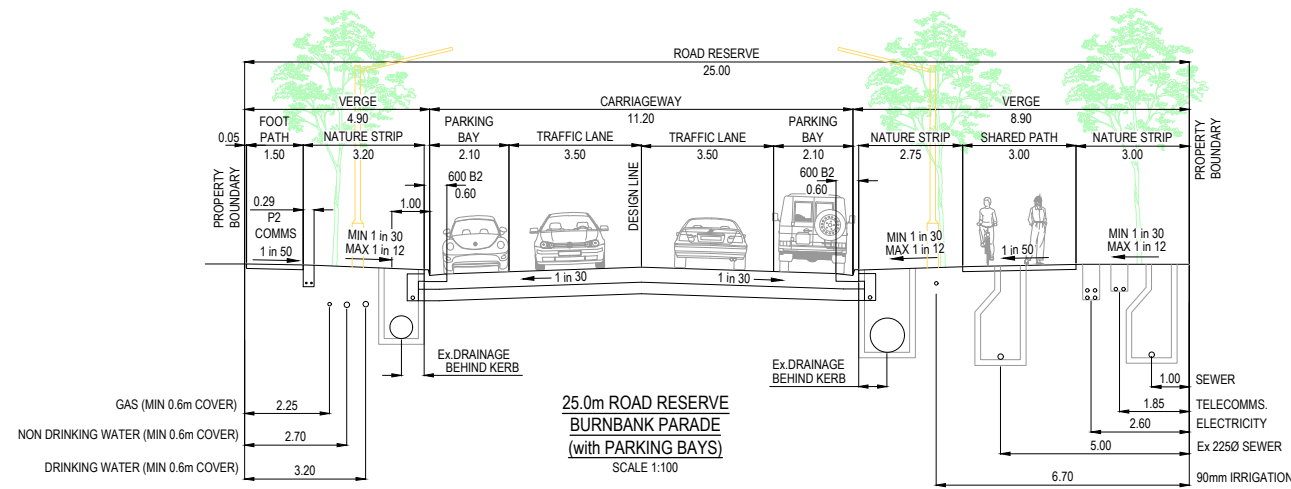 ROAD RESERVE
25.00
VERGE
4.90
CARRIAGEWAY
11.20
VERGE
8.90
0.05
FOOT
PATH
1.50
NATURE STRIP
3.20
PARKING
BAY
2.10
TRAFFIC LANE
3.50
TRAFFIC LANE
3.50
PARKING
BAY
2.10
NATURE STRIP
2.75
SHARED PATH
3.00
NATURE STRIP
3.00
PROPERTY
BOUNDARY
DESIGN LINE
PROPERTY
BOUNDARY
600 B2
0.60
600 B2
0.60
0.29
P2
COMMS
1 in 50
1.00
MIN 1 in 30
MAX 1 in 12
MIN 1 in 30
MAX 1 in 12
1 in 50
MIN 1 in 30
MAX 1 in 12
1 in 30
1 in 30
Ex.DRAINAGE
BEHIND KERB
Ex.DRAINAGE
BEHIND KERB
GAS (MIN 0.6m COVER)
2.25
NON DRINKING WATER (MIN 0.6m COVER)
2.70
DRINKING WATER (MIN 0.6m COVER)
3.20
25.0m ROAD RESERVE
BURNBANK PARADE
(with PARKING BAYS)
SCALE 1:100
1.00
SEWER
1.85
TELECOMMS.
2.60
ELECTRICITY
5.00
Ex 225Ø SEWER
6.70
90mm IRRIGATION